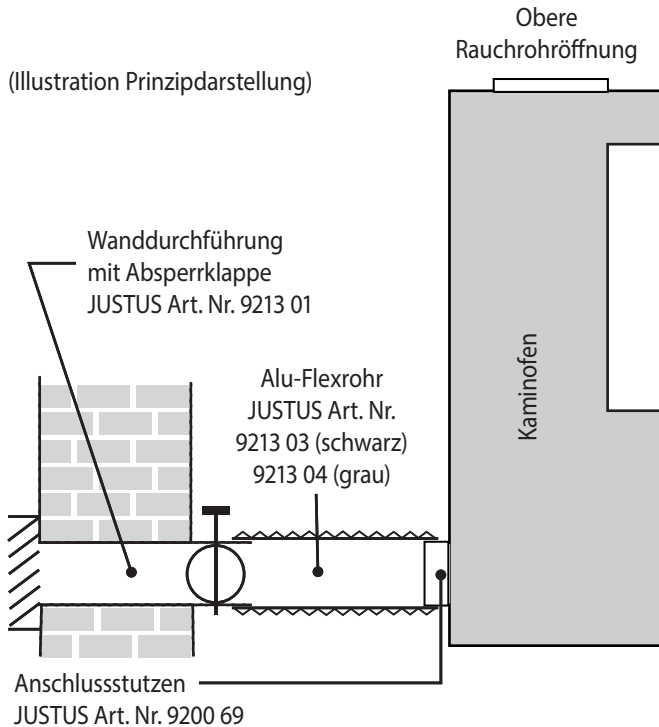 Obere
Rauchrohröffnung
(Illustration Prinzipdarstellung)
Wanddurchführung
mit Absperrklappe
JUSTUS Art. Nr. 9213 01
Alu-Flexrohr
JUSTUS Art. Nr.
9213 03 (schwarz)
9213 04 (grau)
Kaminofen
Anschlussstutzen
JUSTUS Art. Nr. 9200 69